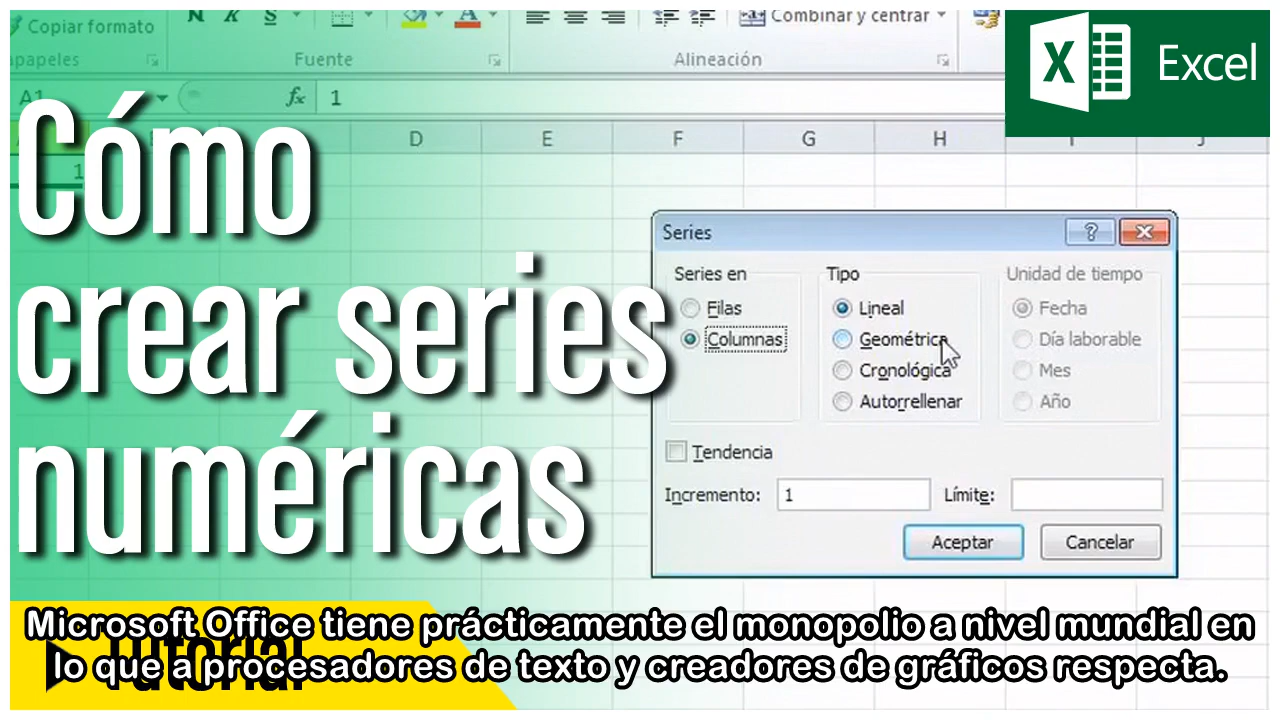 N K S
Copiar formato
Combinar y centrar
apapeles
Fuente
Alineación
Excel
A1
fx 1
D E F G H I J
1
Cómo
crear series
numéricas
Series
?
Series en
Filas
Columnas
Tipo
Lineal
Geométrica
Cronológica
Autorrellenar
Unidad de tiempo
Fecha
Día laborable
Mes
Año
Tendencia
Incremento: 1
Límite:
Aceptar
Cancelar
Tutorial
Microsoft Office tiene prácticamente el monopolio a nivel mundial en
lo que a procesadores de texto y creadores de gráficos respecta.